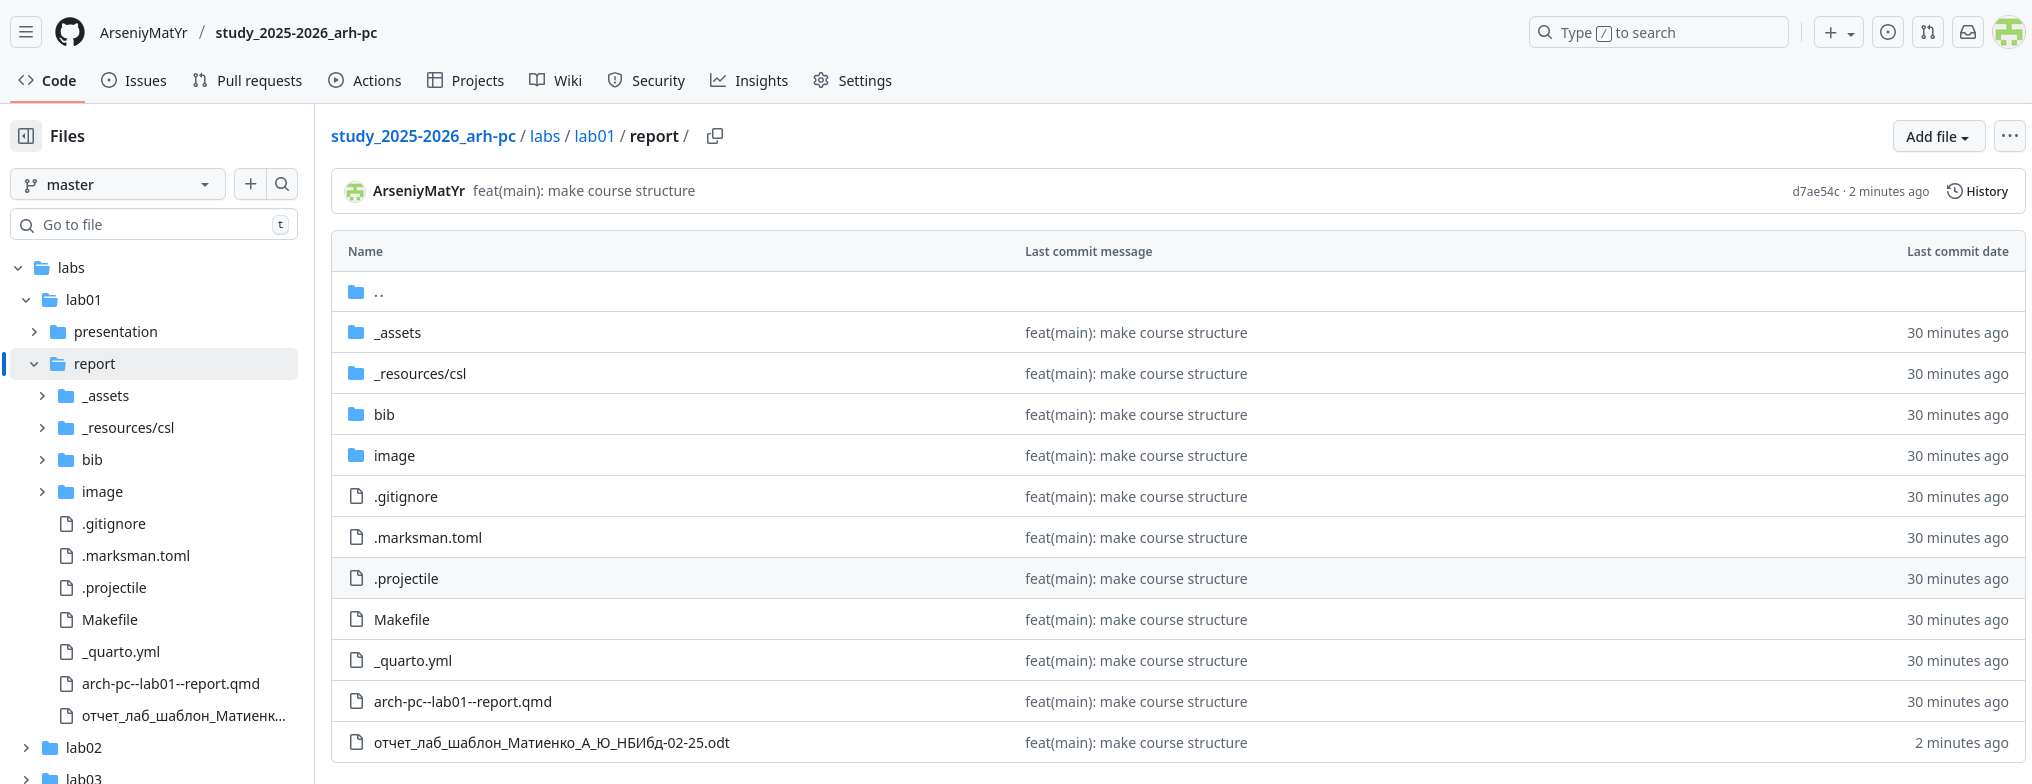 ArseniyMatYr / study_2025-2026_arh-pc
Type / to search
Code Issues Pull requests Actions Projects Wiki Security Insights Settings
Files
master
Go to file t
labs
lab01
presentation
report
_assets
_resources/csl
bib
image
.gitignore
.marksman.toml
.projectile
Makefile
_quarto.yml
arch-pc--lab01--report.qmd
отчет_лаб_шаблон_Матиенк...
lab02
lab03
study_2025-2026_arh-pc / labs / lab01 / report /
Add file
ArseniyMatYr feat(main): make course structure d7ae54c · 2 minutes ago History
Name Last commit message Last commit date
..
_assets feat(main): make course structure 30 minutes ago
_resources/csl feat(main): make course structure 30 minutes ago
bib feat(main): make course structure 30 minutes ago
image feat(main): make course structure 30 minutes ago
.gitignore feat(main): make course structure 30 minutes ago
.marksman.toml feat(main): make course structure 30 minutes ago
.projectile feat(main): make course structure 30 minutes ago
Makefile feat(main): make course structure 30 minutes ago
_quarto.yml feat(main): make course structure 30 minutes ago
arch-pc--lab01--report.qmd feat(main): make course structure 30 minutes ago
отчет_лаб_шаблон_Матиенко_А_Ю_НБИбд-02-25.odt feat(main): make course structure 2 minutes ago